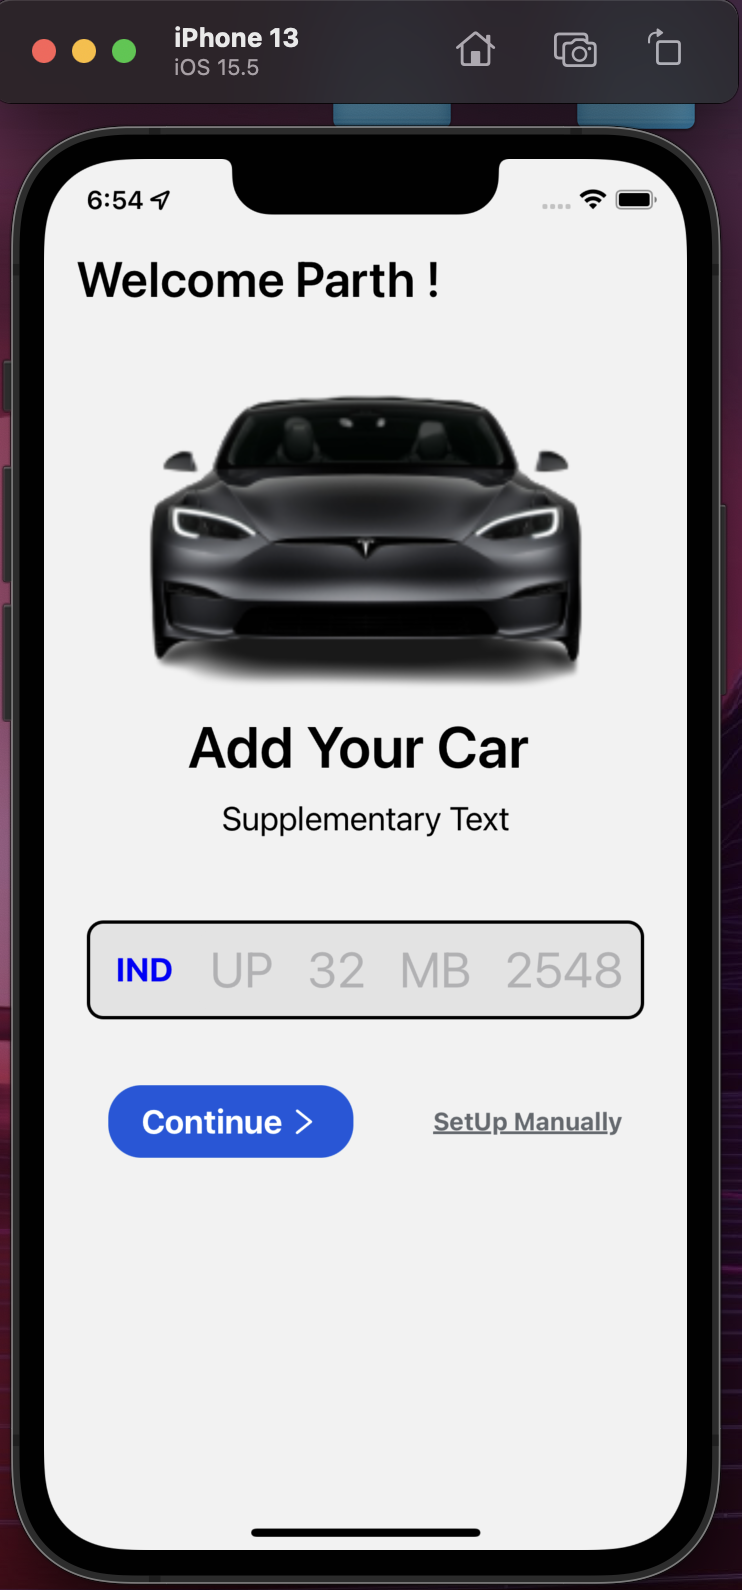 iPhone 13
iOS 15.5
6:54
Welcome Parth !
Add Your Car
Supplementary Text
IND UP 32 MB 2548
Continue >
SetUp Manually